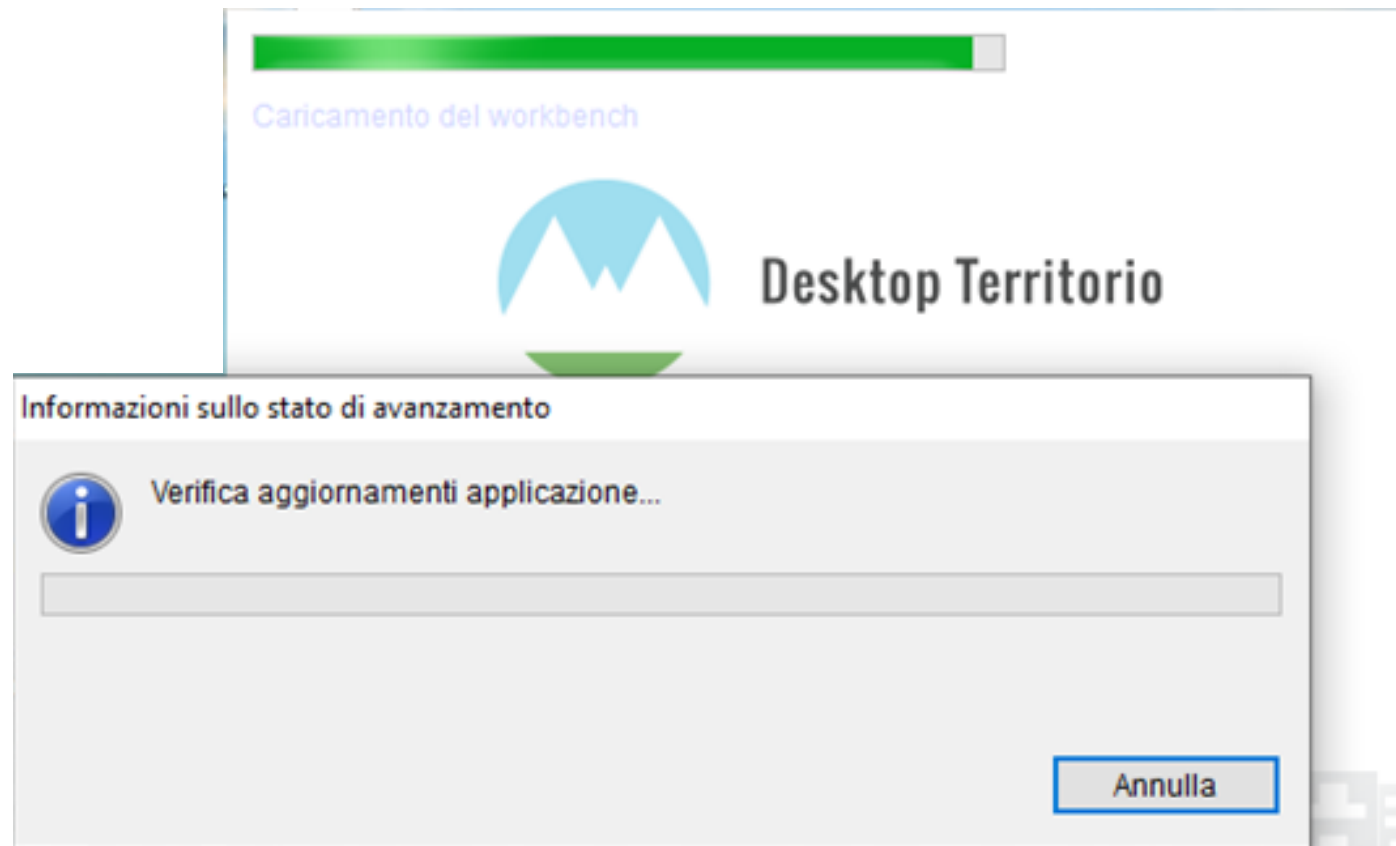 Caricamento del workbench
Desktop Territorio
Informazioni sullo stato di avanzamento
Verifica aggiornamenti applicazione...
Annulla